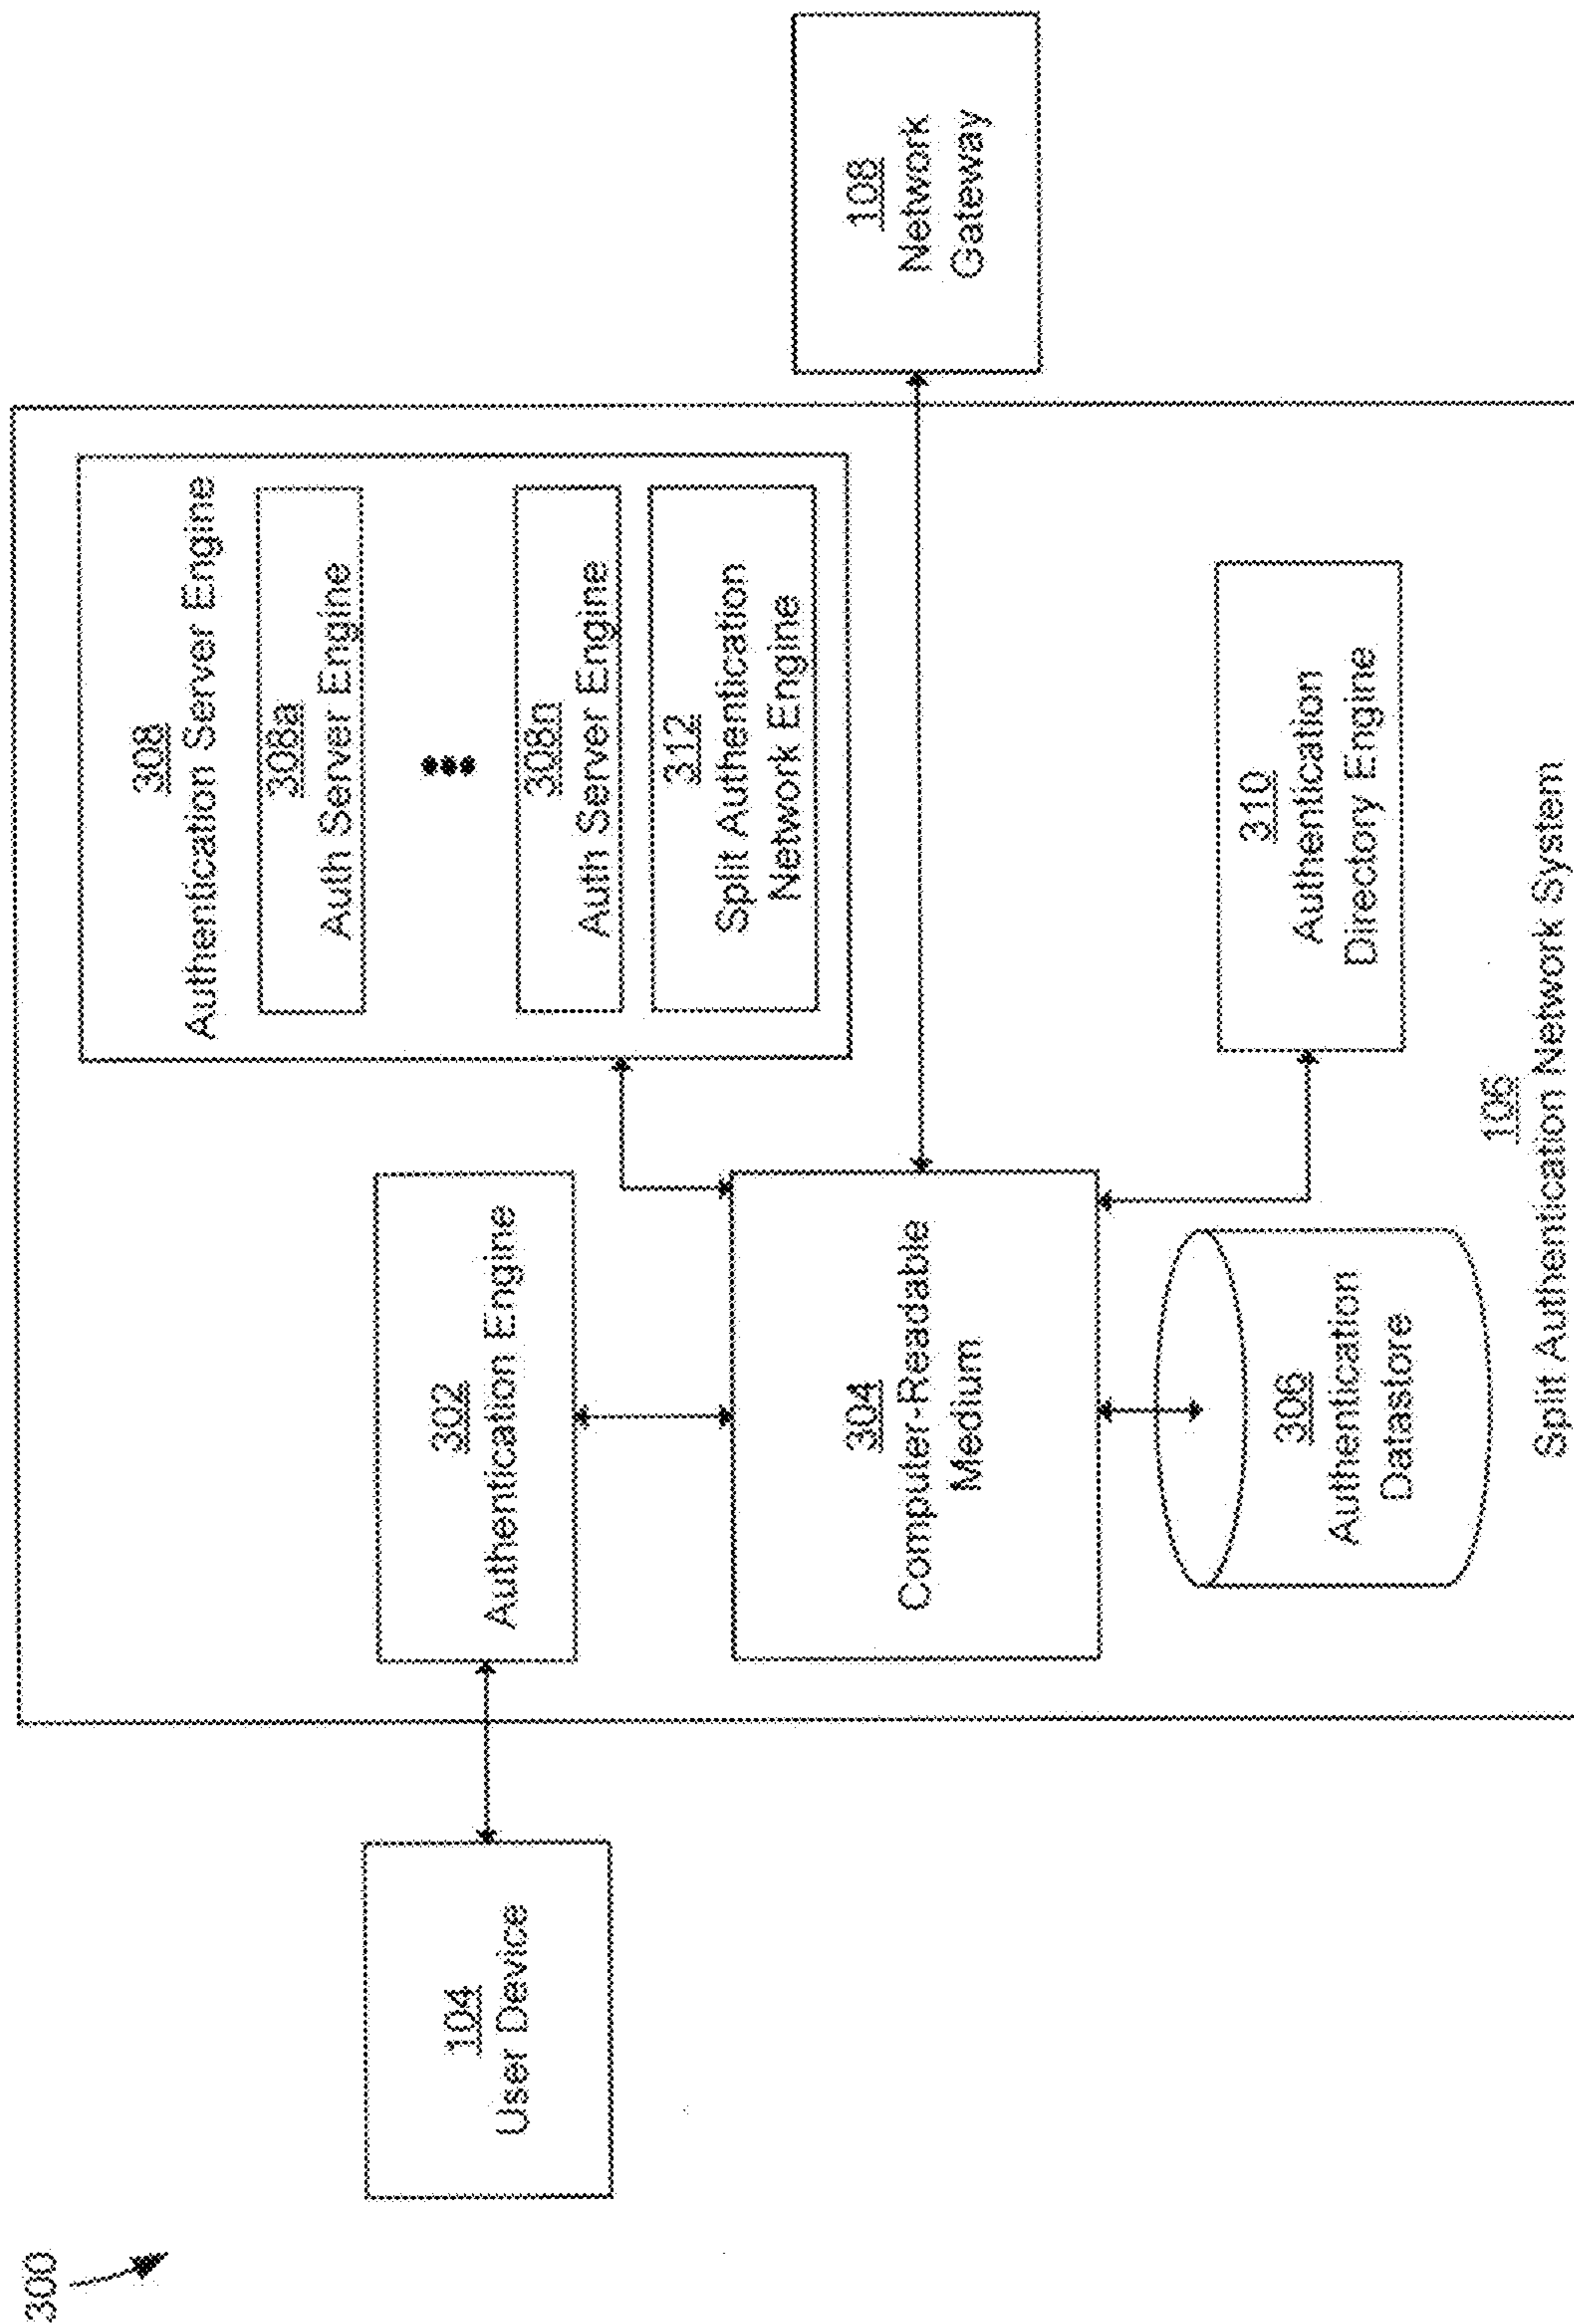 300
104
User Device
302
Authentication Engine
304
Computer-Readable
Medium
306
Authentication
Datastore
308
Authentication Server Engine
308a
Auth Server Engine
•••
308n
Auth Server Engine
312
Split Authentication
Network Engine
310
Authentication
Directory Engine
106
Split Authentication Network System
108
Network
Gateway